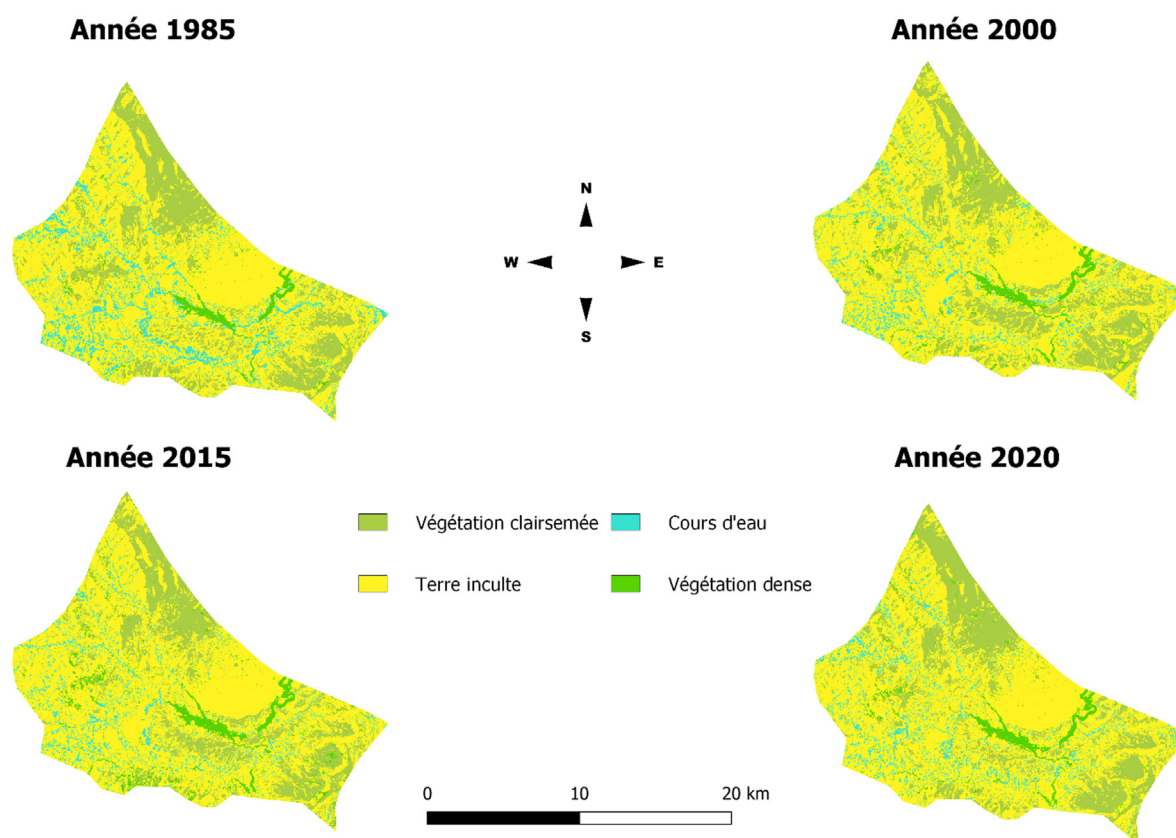 Année 1985
Année 2000
N
W
E
S
Année 2015
Année 2020
Végétation clairsemée
Cours d'eau
Terre inculte
Végétation dense
0
10
20 km